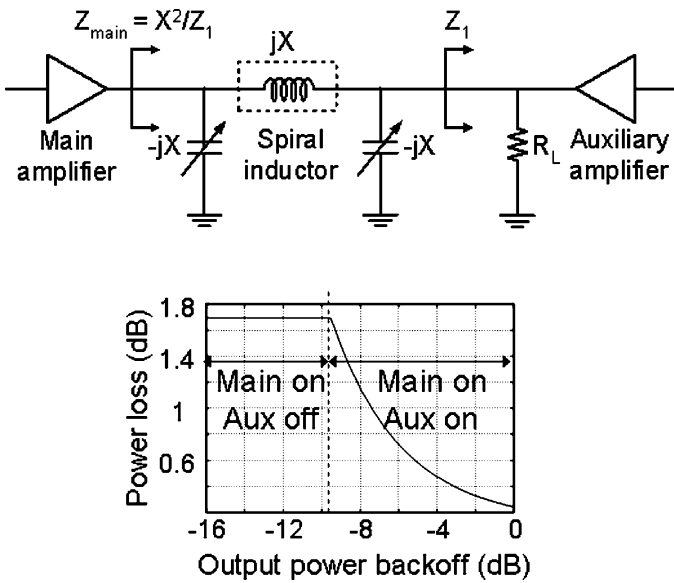 Z_main = X²/Z₁
jX
Z₁
Main amplifier
-jX
Spiral inductor
-jX
R_L
Auxiliary amplifier
Power loss (dB)
1.8
1.4
1
0.6
Main on
Aux off
Main on
Aux on
-16 -12 -8 -4 0
Output power backoff (dB)